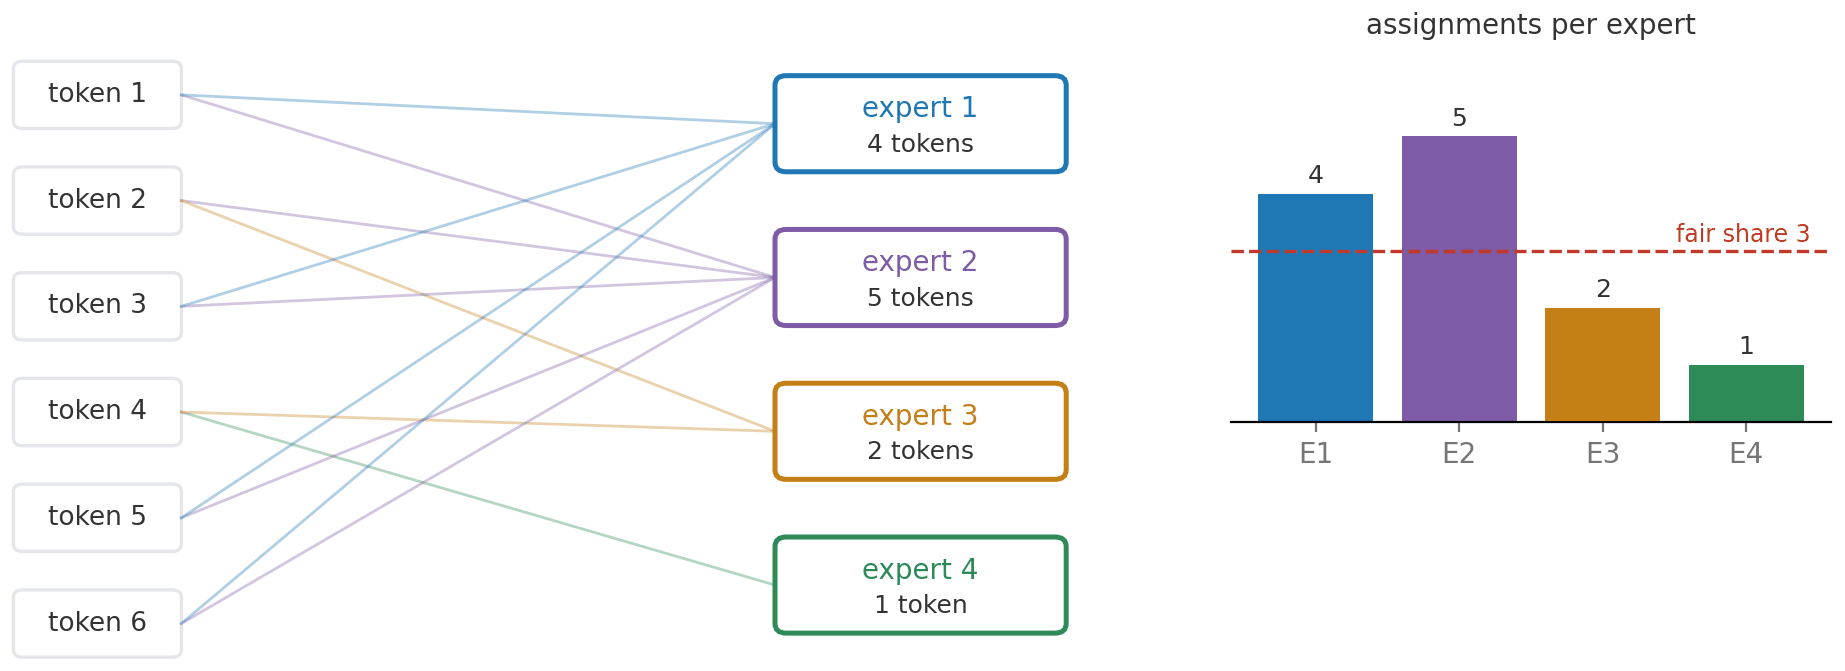 token 1
token 2
token 3
token 4
token 5
token 6
expert 1
4 tokens
expert 2
5 tokens
expert 3
2 tokens
expert 4
1 token
assignments per expert
4
5
2
1
fair share 3
E1
E2
E3
E4